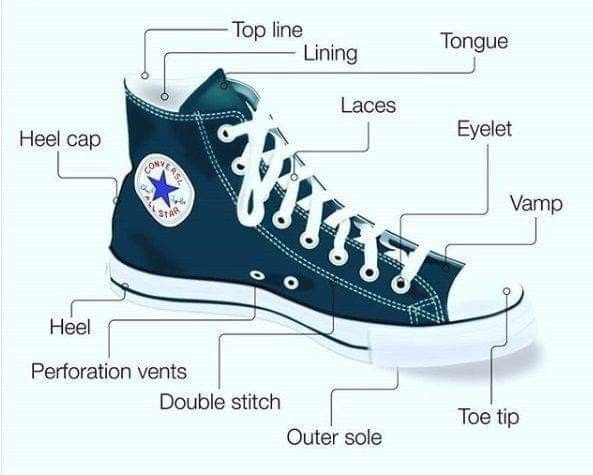 Top line
Lining
Tongue
Laces
Eyelet
Heel cap
CONVERSE
ALL STAR
Vamp
Heel
Perforation vents
Double stitch
Outer sole
Toe tip